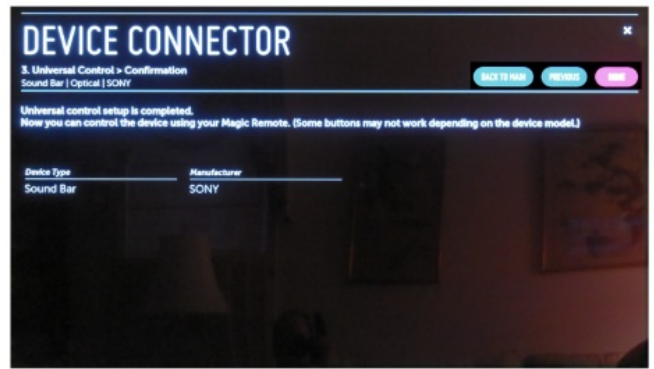 DEVICE CONNECTOR
×
3. Universal Control > Confirmation
Sound Bar | Optical | SONY
BACK TO MAIN PREVIOUS DONE
Universal control setup is completed.
Now you can control the device using your Magic Remote. (Some buttons may not work depending on the device model.)
Device Type Manufacturer
Sound Bar SONY